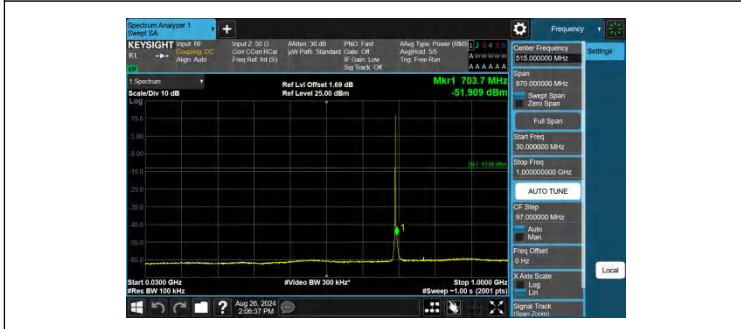 Spectrum Analyzer 1
Swept SA
Frequency
KEYSIGHT
RL
Input: RF
Coupling: DC
Align: Auto
Input Z: 50 Ω
Corr CCorr RCal
Freq Ref: Int (S)
#Atten: 36 dB
µW Path: Standard
PNO: Fast
Gate: Off
IF Gain: Low
Sig Track: Off
#Avg Type: Power (RMS)
Avg|Hold: 5/5
Trig: Free Run
1 2 3 4 5 6
A W W W W W
A A A A A A
1 Spectrum
Scale/Div 10 dB
Log
Ref Lvl Offset 1.69 dB
Ref Level 25.00 dBm
Mkr1 703.7 MHz
-51.909 dBm
15.0
5.00
-5.00
-15.0
-25.0
-35.0
-45.0
-55.0
-65.0
1
Start 0.0300 GHz
#Res BW 100 kHz
#Video BW 300 kHz*
Stop 1.0000 GHz
#Sweep ~1.00 s (2001 pts)
Aug 26, 2024
2:06:37 PM
Center Frequency
515.000000 MHz
Settings
Span
970.000000 MHz
Swept Span
Zero Span
Full Span
Start Freq
30.000000 MHz
Stop Freq
1.000000000 GHz
AUTO TUNE
CF Step
97.000000 MHz
Auto
Man
Freq Offset
0 Hz
X Axis Scale
Log
Lin
Local
Signal Track
(Span Zoom)